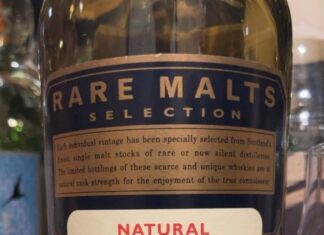 RARE MALTS
SELECTION
Each individual vintage has been specially selected from Scotland's
finest single malt stocks of rare or now silent distilleries.
The limited bottlings of these scarce and unique whiskies are at
natural cask strength for the enjoyment of the true connoisseur
NATURAL